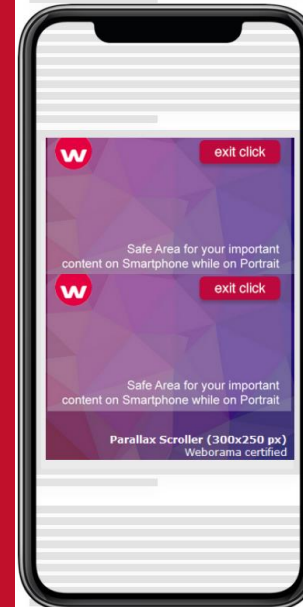 w
exit click
Safe Area for your important
content on Smartphone while on Portrait
w
exit click
Safe Area for your important
content on Smartphone while on Portrait
Parallax Scroller (300x250 px)
Weborama certified